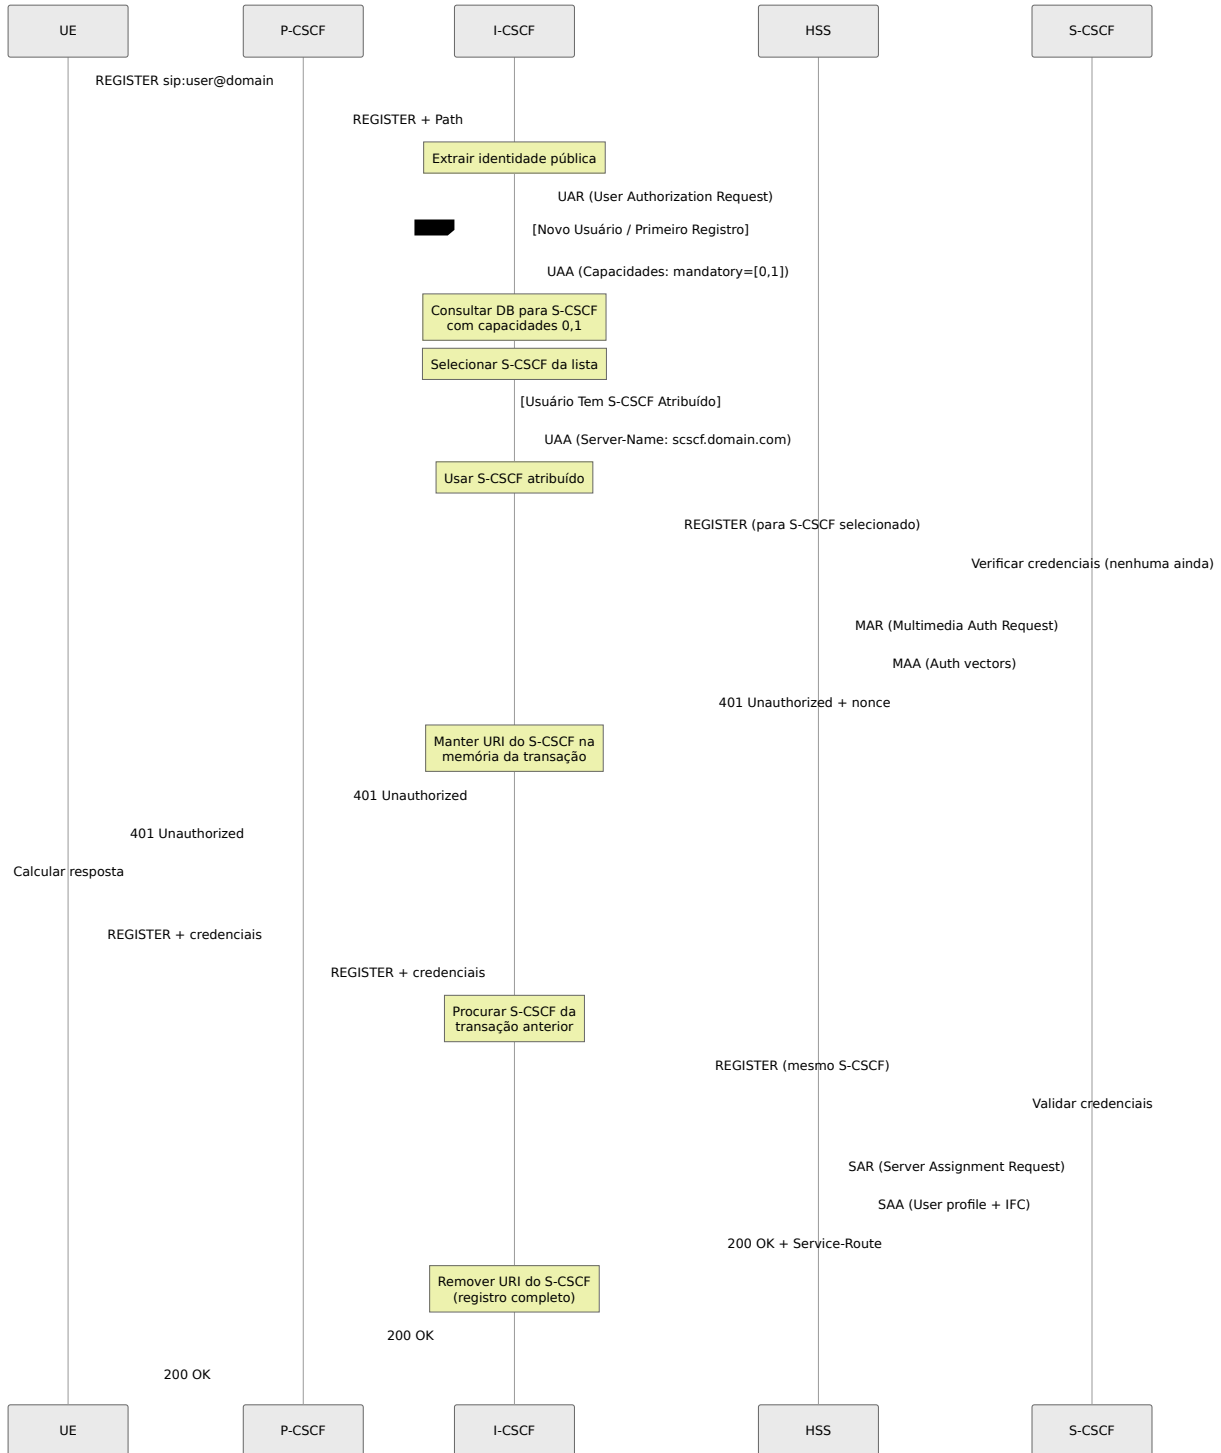 UE
P-CSCF
I-CSCF
HSS
S-CSCF
REGISTER sip:user@domain
REGISTER + Path
Extrair identidade pública
UAR (User Authorization Request)
[Novo Usuário / Primeiro Registro]
UAA (Capacidades: mandatory=[0,1])
Consultar DB para S-CSCF
com capacidades 0,1
Selecionar S-CSCF da lista
[Usuário Tem S-CSCF Atribuído]
UAA (Server-Name: scscf.domain.com)
Usar S-CSCF atribuído
REGISTER (para S-CSCF selecionado)
Verificar credenciais (nenhuma ainda)
MAR (Multimedia Auth Request)
MAA (Auth vectors)
401 Unauthorized + nonce
Manter URI do S-CSCF na
memória da transação
401 Unauthorized
401 Unauthorized
Calcular resposta
REGISTER + credenciais
REGISTER + credenciais
Procurar S-CSCF da
transação anterior
REGISTER (mesmo S-CSCF)
Validar credenciais
SAR (Server Assignment Request)
SAA (User profile + IFC)
200 OK + Service-Route
Remover URI do S-CSCF
(registro completo)
200 OK
200 OK
UE
P-CSCF
I-CSCF
HSS
S-CSCF